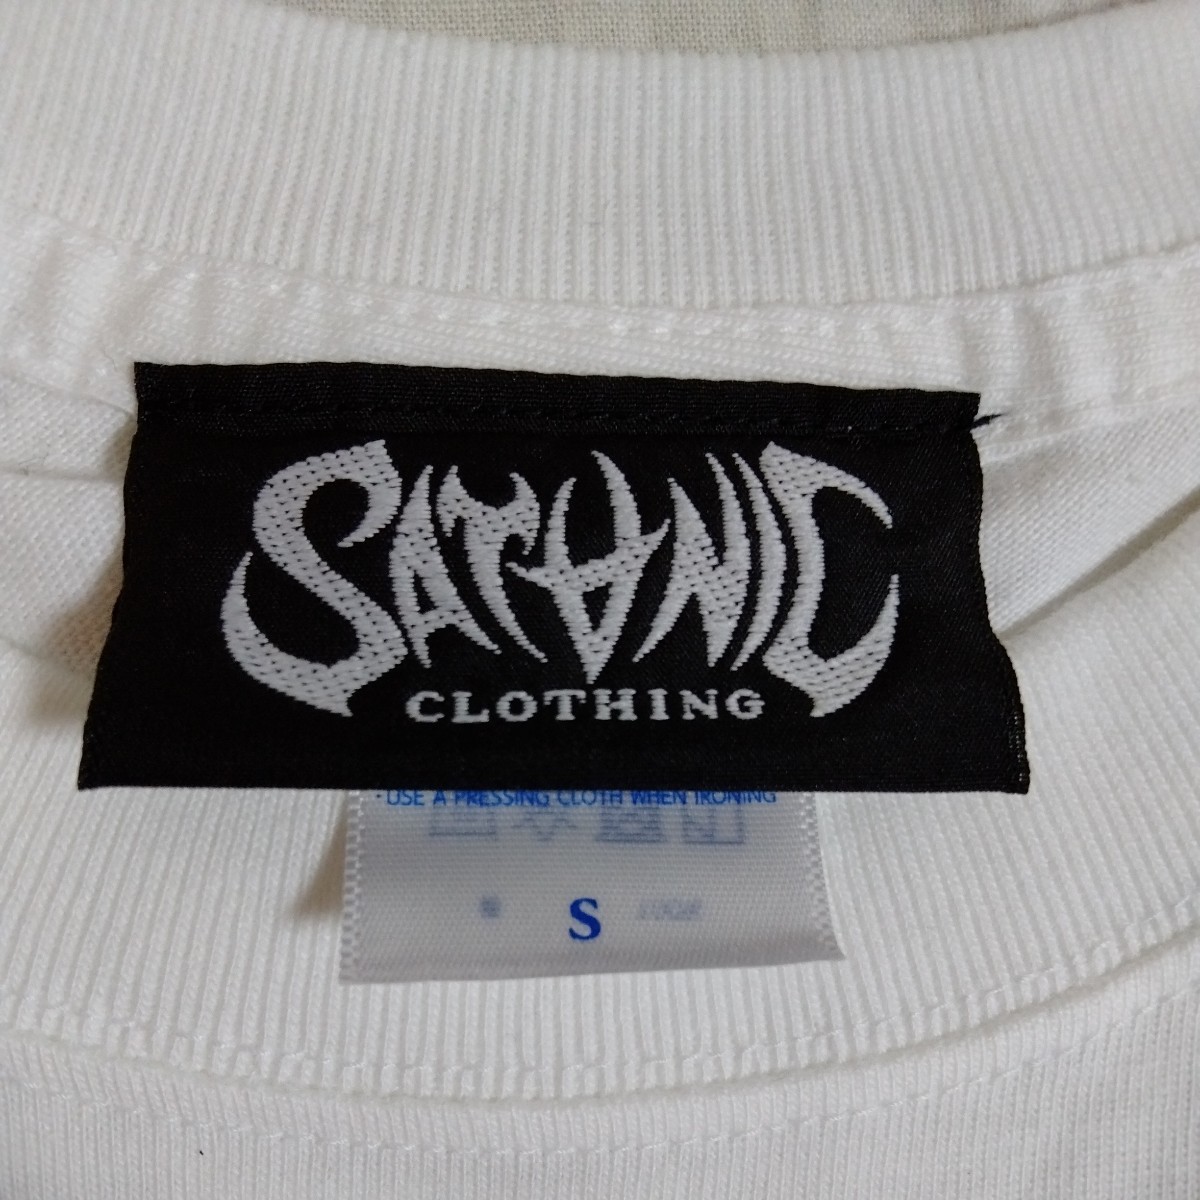 SATANIC
CLOTHING
· USE A PRESSING CLOTH WHEN IRONING
S